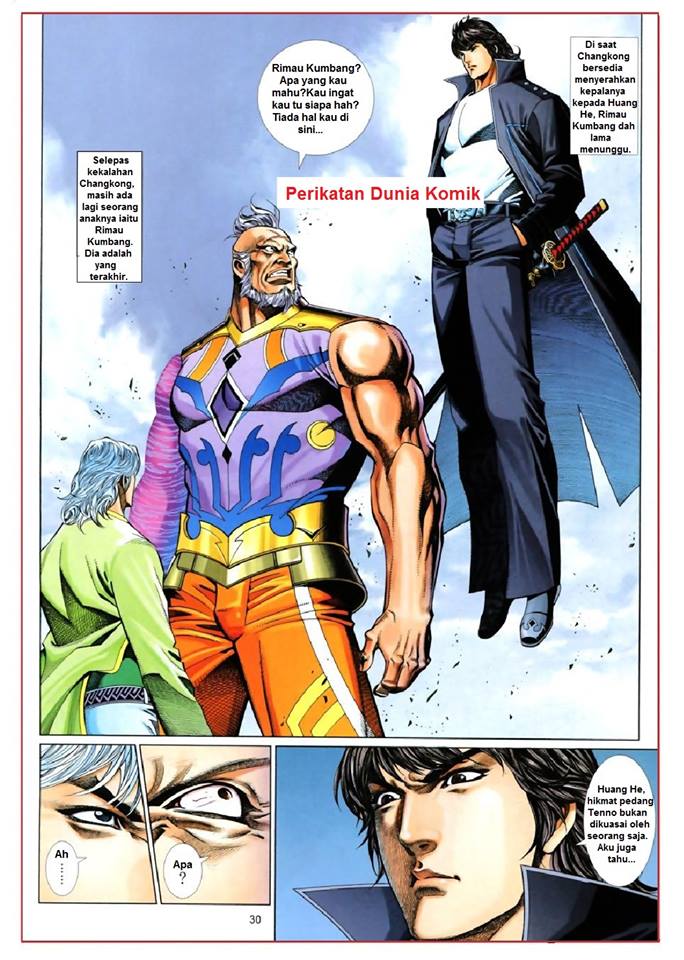 Di saat
Changkong
bersedia
menyerahkan
kepalanya
kepada Huang
He, Rimau
Kumbang dah
lama
menunggu.
Rimau Kumbang?
Apa yang kau
mahu?Kau ingat
kau tu siapa hah?
Tiada hal kau di
sini...
Perikatan Dunia Komik
Selepas
kekalahan
Changkong,
masih ada
lagi seorang
anaknya iaitu
Rimau
Kumbang.
Dia adalah
yang
terakhir.
Ah
......
Apa
?
Huang He,
hikmat pedang
Tenno bukan
dikuasai oleh
seorang saja.
Aku juga
tahu...
30